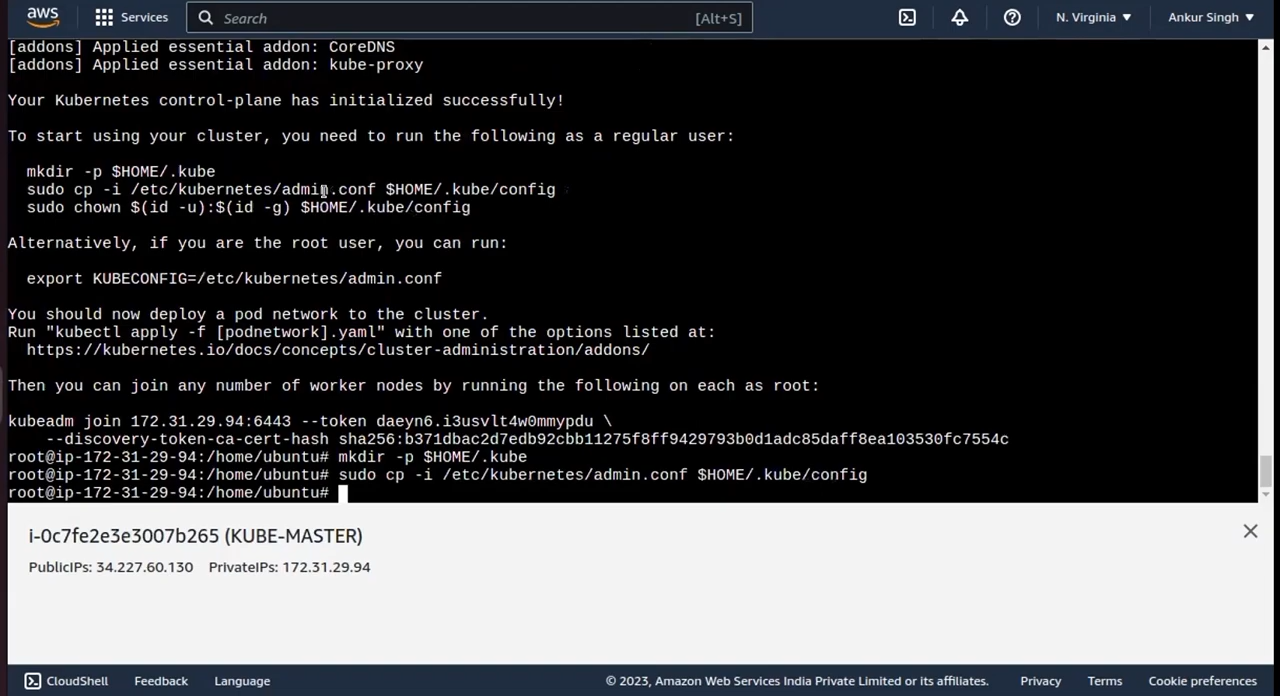 aws Services Search [Alt+S] N. Virginia Ankur Singh
[addons] Applied essential addon: CoreDNS
[addons] Applied essential addon: kube-proxy
Your Kubernetes control-plane has initialized successfully!
To start using your cluster, you need to run the following as a regular user:
mkdir -p $HOME/.kube
sudo cp -i /etc/kubernetes/admin.conf $HOME/.kube/config
sudo chown $(id -u):$(id -g) $HOME/.kube/config
Alternatively, if you are the root user, you can run:
export KUBECONFIG=/etc/kubernetes/admin.conf
You should now deploy a pod network to the cluster.
Run "kubectl apply -f [podnetwork].yaml" with one of the options listed at:
https://kubernetes.io/docs/concepts/cluster-administration/addons/
Then you can join any number of worker nodes by running the following on each as root:
kubeadm join 172.31.29.94:6443 --token daeyn6.i3usvlt4w0mmypdu \
--discovery-token-ca-cert-hash sha256:b371dbac2d7edb92cbb11275f8ff9429793b0d1adc85daff8ea103530fc7554c
root@ip-172-31-29-94:/home/ubuntu# mkdir -p $HOME/.kube
root@ip-172-31-29-94:/home/ubuntu# sudo cp -i /etc/kubernetes/admin.conf $HOME/.kube/config
root@ip-172-31-29-94:/home/ubuntu#
i-0c7fe2e3e3007b265 (KUBE-MASTER)
PublicIPs: 34.227.60.130 PrivateIPs: 172.31.29.94
CloudShell Feedback Language © 2023, Amazon Web Services India Private Limited or its affiliates. Privacy Terms Cookie preferences